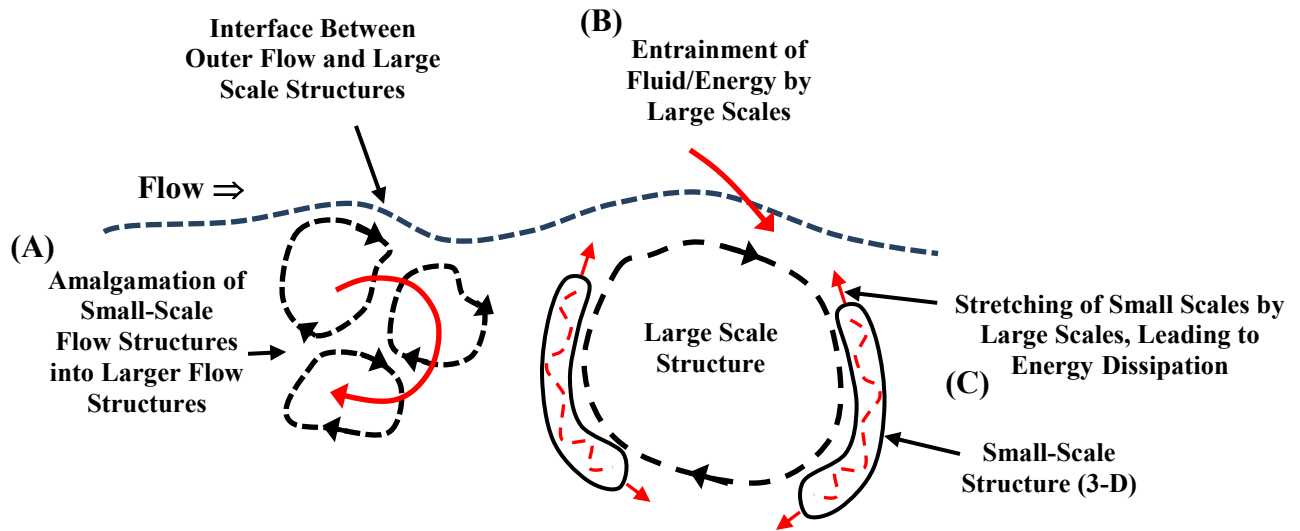 Interface Between
Outer Flow and Large
Scale Structures
(B)
Entrainment of
Fluid/Energy by
Large Scales
Flow ⇒
(A)
Amalgamation of
Small-Scale
Flow Structures
into Larger Flow
Structures
Large Scale
Structure
Stretching of Small Scales by
Large Scales, Leading to
Energy Dissipation
(C)
Small-Scale
Structure (3-D)